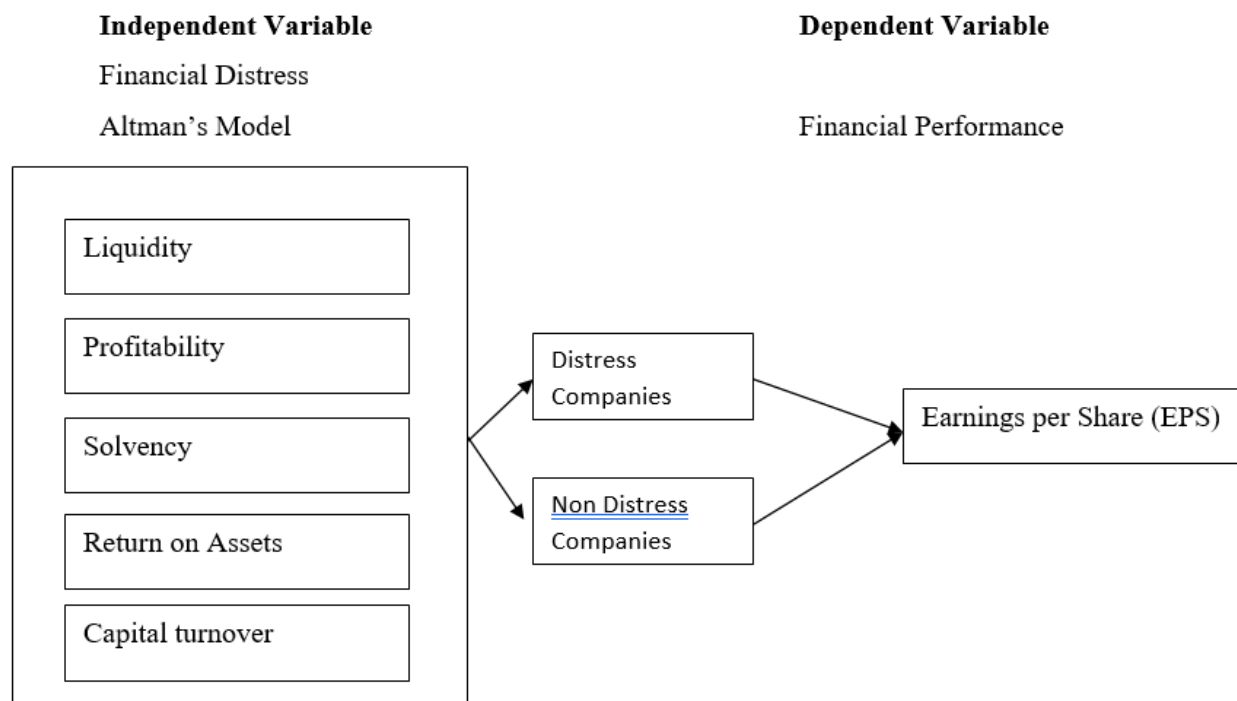 Independent Variable
Dependent Variable
Financial Distress
Altman’s Model
Financial Performance
Liquidity
Profitability
Solvency
Return on Assets
Capital turnover
Distress
Companies
Non Distress
Companies
Earnings per Share (EPS)